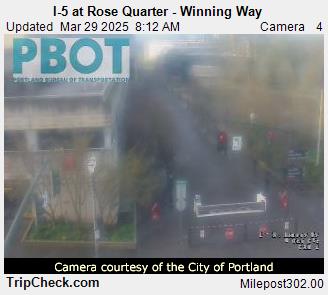 I-5 at Rose Quarter - Winning Way
Updated Mar 29 2025 8:12 AM Camera 4
PBOT
PORTLAND BUREAU OF TRANSPORTATION
Camera courtesy of the City of Portland
TripCheck.com Milepost302.00